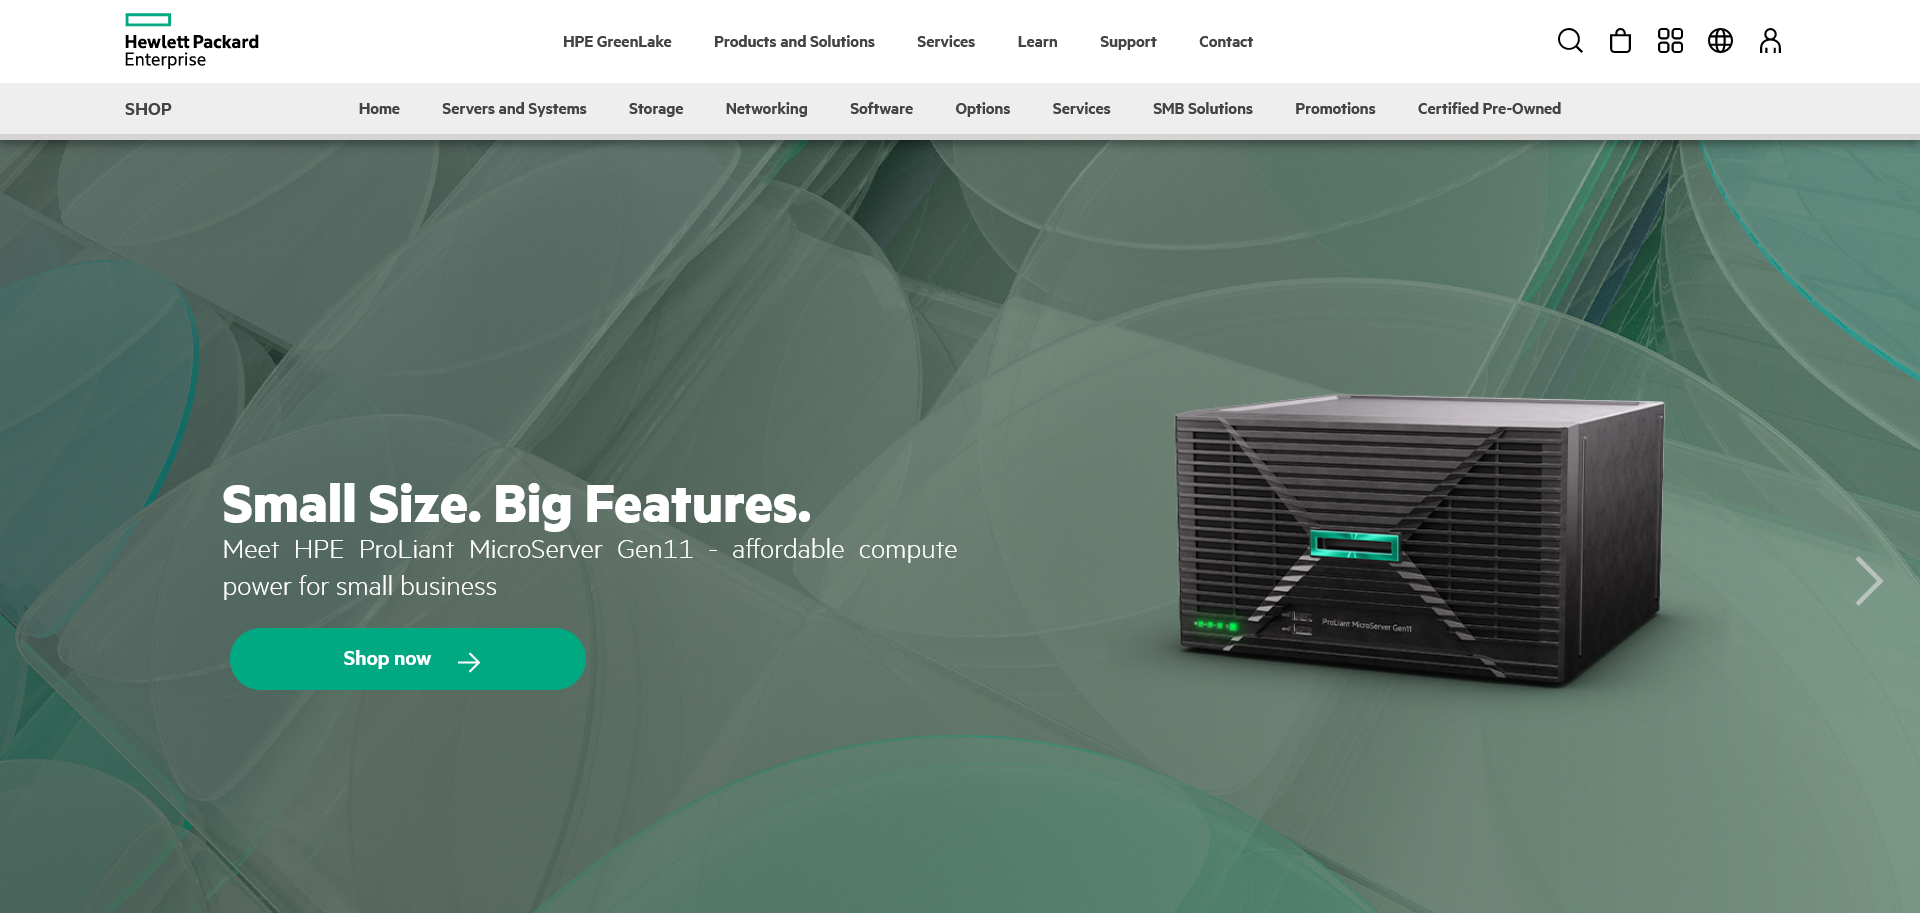 Hewlett Packard
Enterprise
HPE GreenLake
Products and Solutions
Services
Learn
Support
Contact
SHOP
Home
Servers and Systems
Storage
Networking
Software
Options
Services
SMB Solutions
Promotions
Certified Pre-Owned
Small Size. Big Features.
Meet HPE ProLiant MicroServer Gen11 - affordable compute
power for small business
Shop now
ProLiant MicroServer Gen11